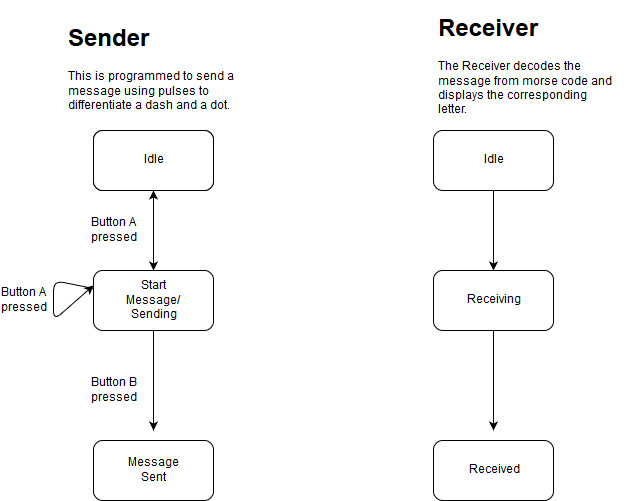 Sender
This is programmed to send a
message using pulses to
differentiate a dash and a dot.
Idle
Button A
pressed
Button A
pressed
Start
Message/
Sending
Button B
pressed
Message
Sent
Receiver
The Receiver decodes the
message from morse code and
displays the corresponding
letter.
Idle
Receiving
Received